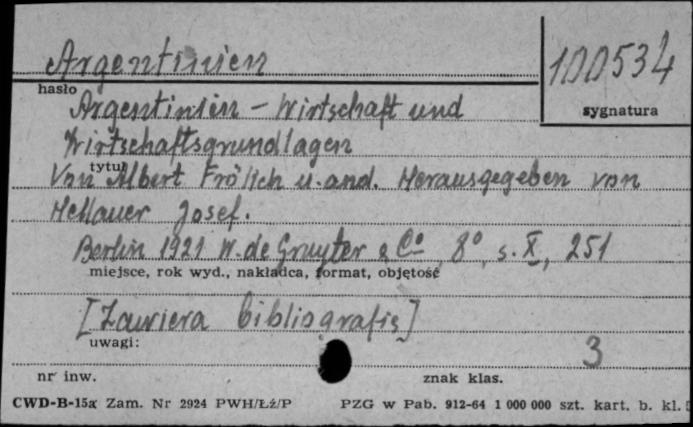 Argentinien
100534
hasło
sygnatura
Argentinien - Wirtschaft und
Wirtschaftsgrundlagen
tytuł
Von Albert Frölich u. and. Herausgegeben von
Hellauer Josef.
Berlin 1921 W. de Gruyter & Co, 8°, s. X, 251
miejsce, rok wyd., nakładca, format, objętość
[Zawiera bibliografię]
uwagi:
3
nr inw.
znak klas.
CWD-B-15a Zam. Nr 2924 PWH/Łź/P
PZG w Pab. 912-64 1 000 000 szt. kart. b. kl.